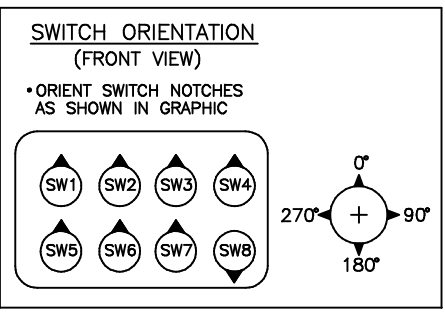 SWITCH ORIENTATION
(FRONT VIEW)
•ORIENT SWITCH NOTCHES
AS SHOWN IN GRAPHIC
SW1 SW2 SW3 SW4
SW5 SW6 SW7 SW8
0°
270° 90°
180°